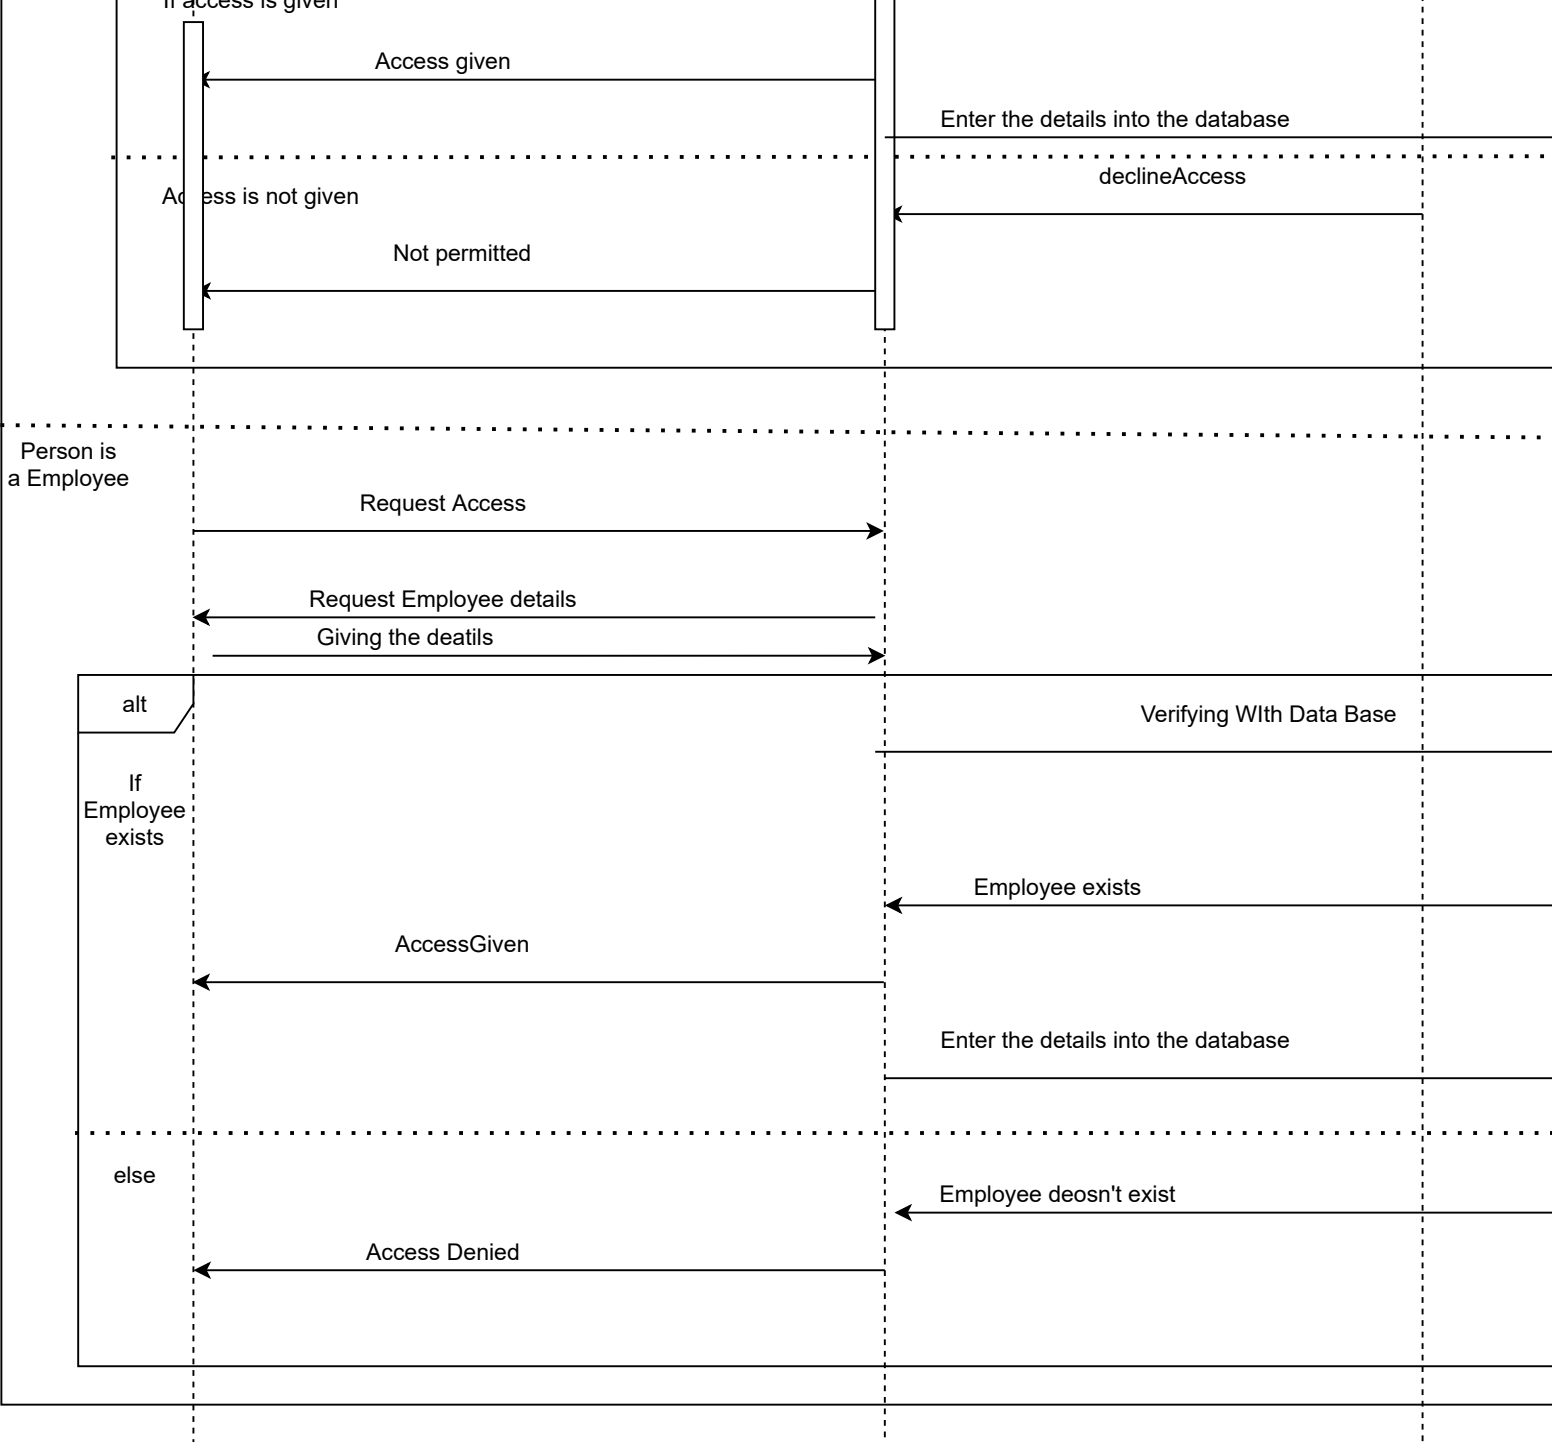 If access is given
Access given
Enter the details into the database
declineAccess
Access is not given
Not permitted
Person is
a Employee
Request Access
Request Employee details
Giving the deatils
alt
Verifying WIth Data Base
If
Employee
exists
Employee exists
AccessGiven
Enter the details into the database
else
Employee deosn't exist
Access Denied